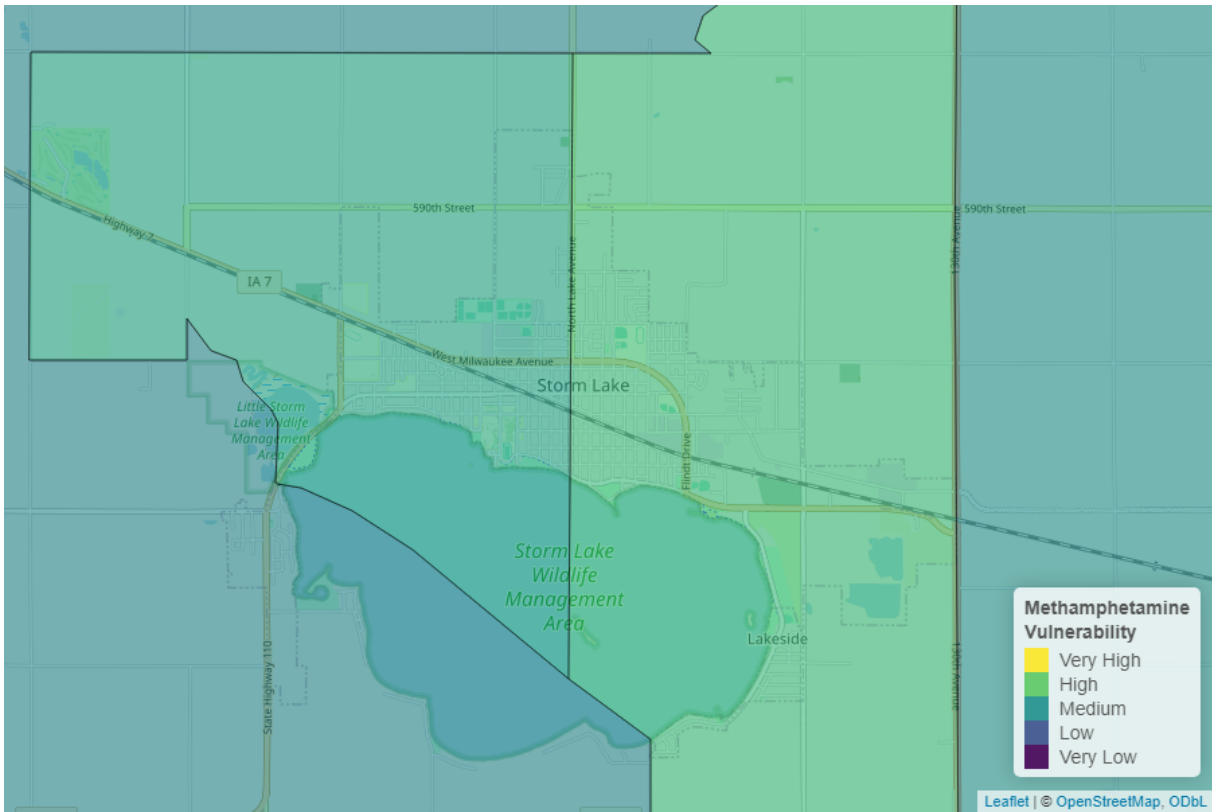 590th Street
590th Street
130th Avenue
Highway 7
IA 7
North Lake Avenue
West Milwaukee Avenue
Storm Lake
Little Storm
Lake Wildlife
Management
Area
Flindt Drive
Storm Lake
Wildlife
Management
Area
Lakeside
State Highway 110
130th Avenue
Methamphetamine
Vulnerability
Very High
High
Medium
Low
Very Low
Leaflet | © OpenStreetMap, ODbL